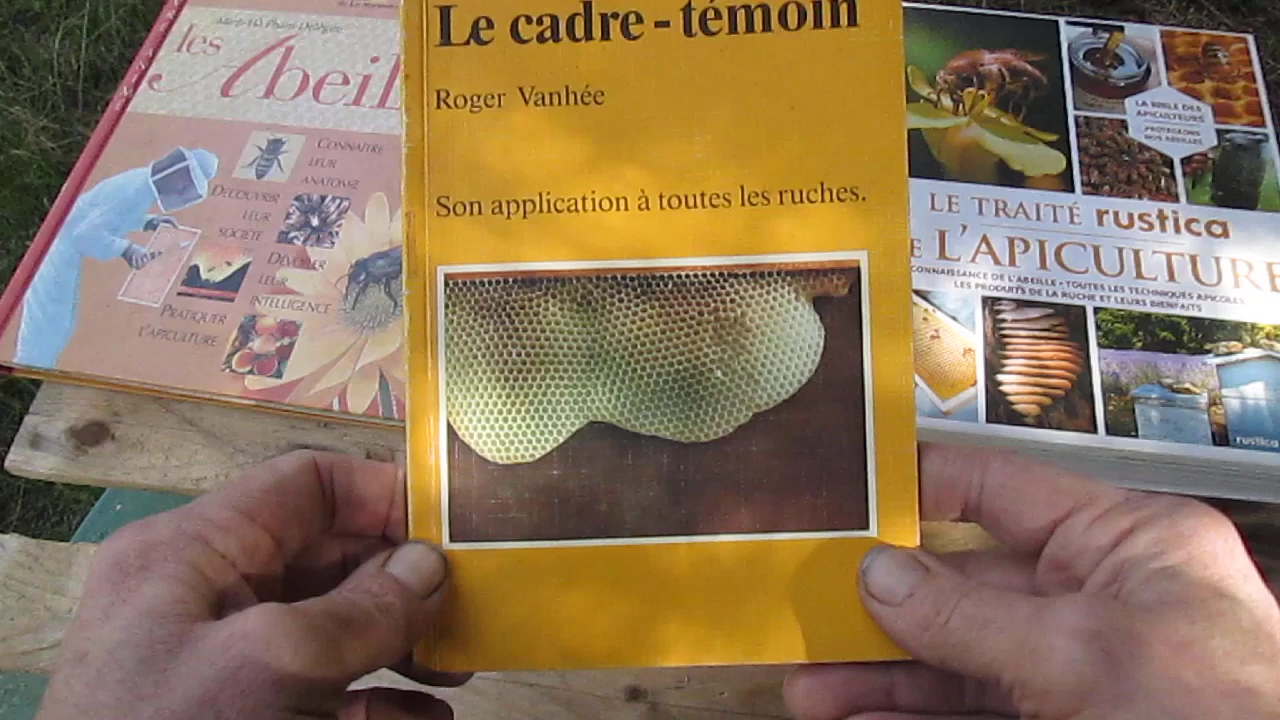 Le cadre-témoin
Roger Vanhée
Son application à toutes les ruches.
les
Abeil
CONNAÎTRE
LEUR
ANATOMIE
DÉCOUVRIR
LEUR
SOCIÉTÉ
DÉVOILER
LEUR
INTELLIGENCE
PRATIQUER
L'APICULTURE
LA BIBLE DES
APICULTEURS
PROTÉGEONS
NOS ABEILLES
LE TRAITÉ rustica
E L'APICULTURE
CONNAISSANCE DE L'ABEILLE • TOUTES LES TECHNIQUES APICOLES
LES PRODUITS DE LA RUCHE ET LEURS BIENFAITS
rustica